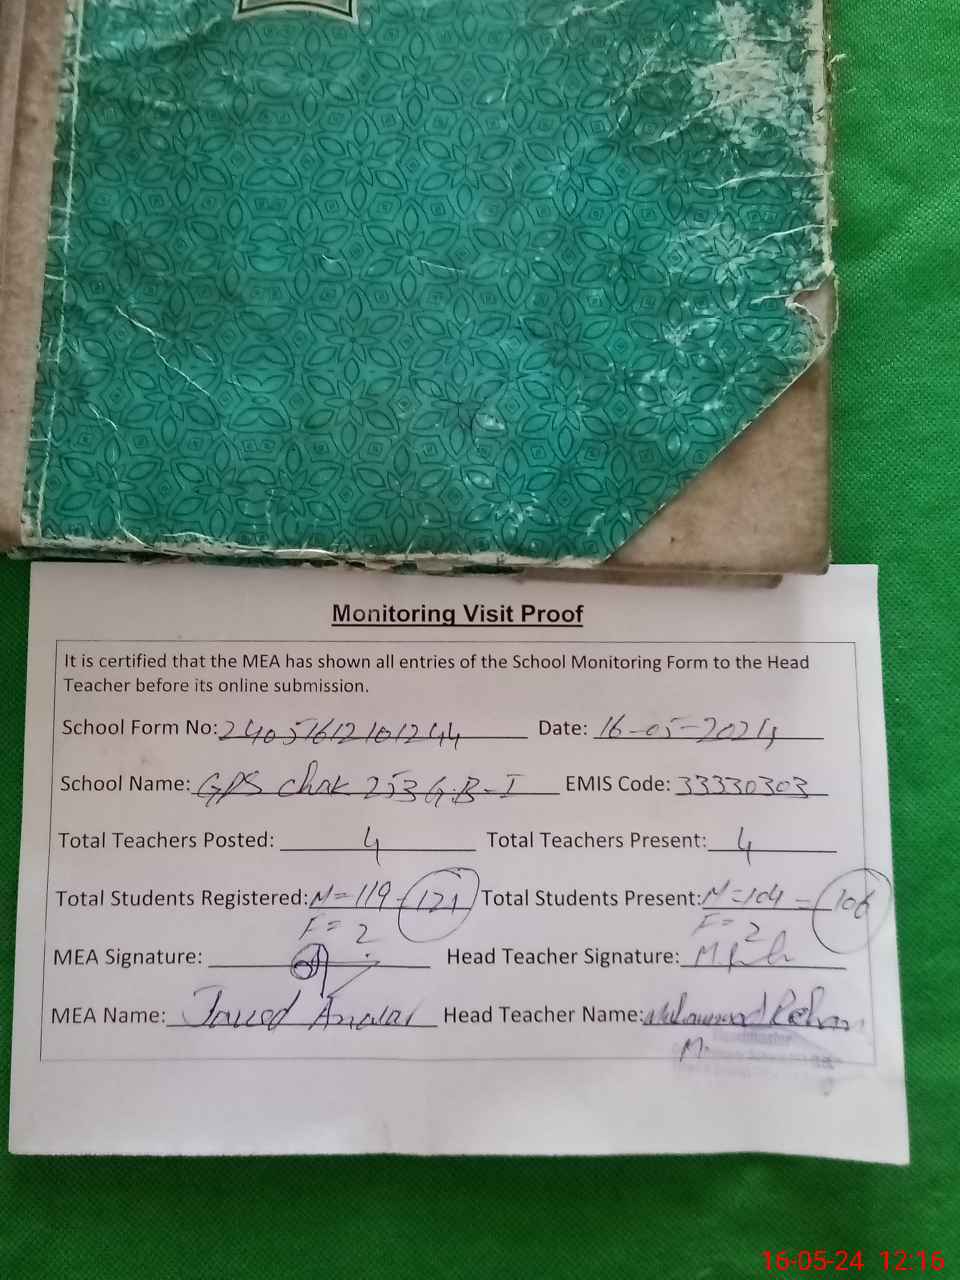 Monitoring Visit Proof
It is certified that the MEA has shown all entries of the School Monitoring Form to the Head
Teacher before its online submission.
School Form No: 24051612101244 Date: 16-05-2024
School Name: GPS Chak 253 G.B-I EMIS Code: 33330303
Total Teachers Posted: 4 Total Teachers Present: 4
Total Students Registered: M=119 - 121 Total Students Present: M=104 = 106
F= 2 F= 2
MEA Signature: Head Teacher Signature:
MEA Name: Javed Anwar Head Teacher Name: Muhammad
M.
16-05-24 12:16